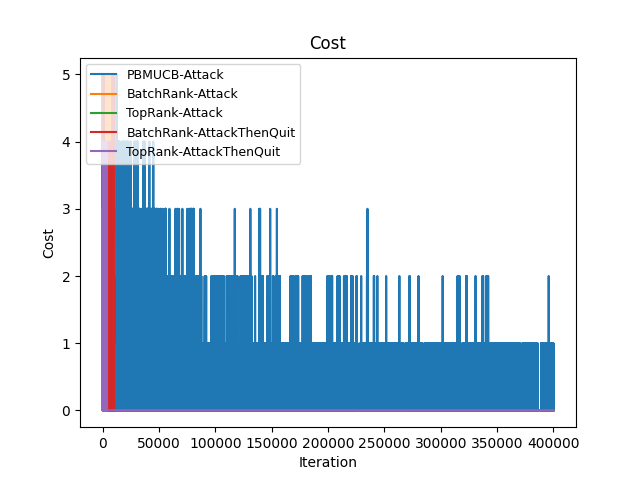 Cost
5
4
3
2
1
0
Cost
PBMUCB-Attack
BatchRank-Attack
TopRank-Attack
BatchRank-AttackThenQuit
TopRank-AttackThenQuit
0 50000 100000 150000 200000 250000 300000 350000 400000
Iteration